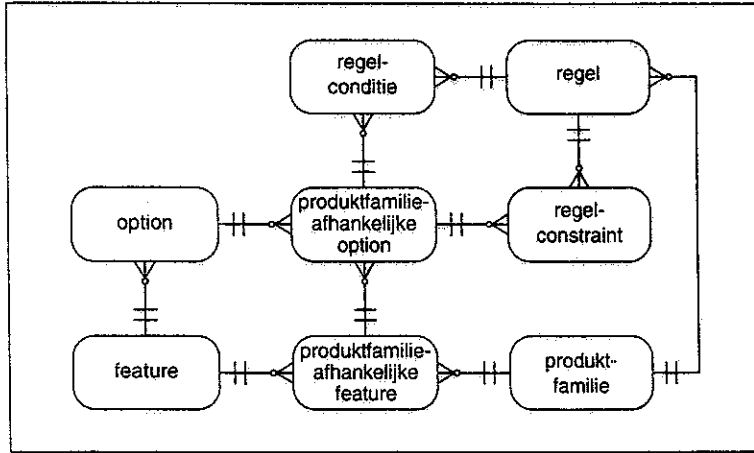 regel-
conditie
regel
option
produktfamilie-
afhankelijke
option
regel-
constraint
feature
produktfamilie-
afhankelijke
feature
produkt-
familie